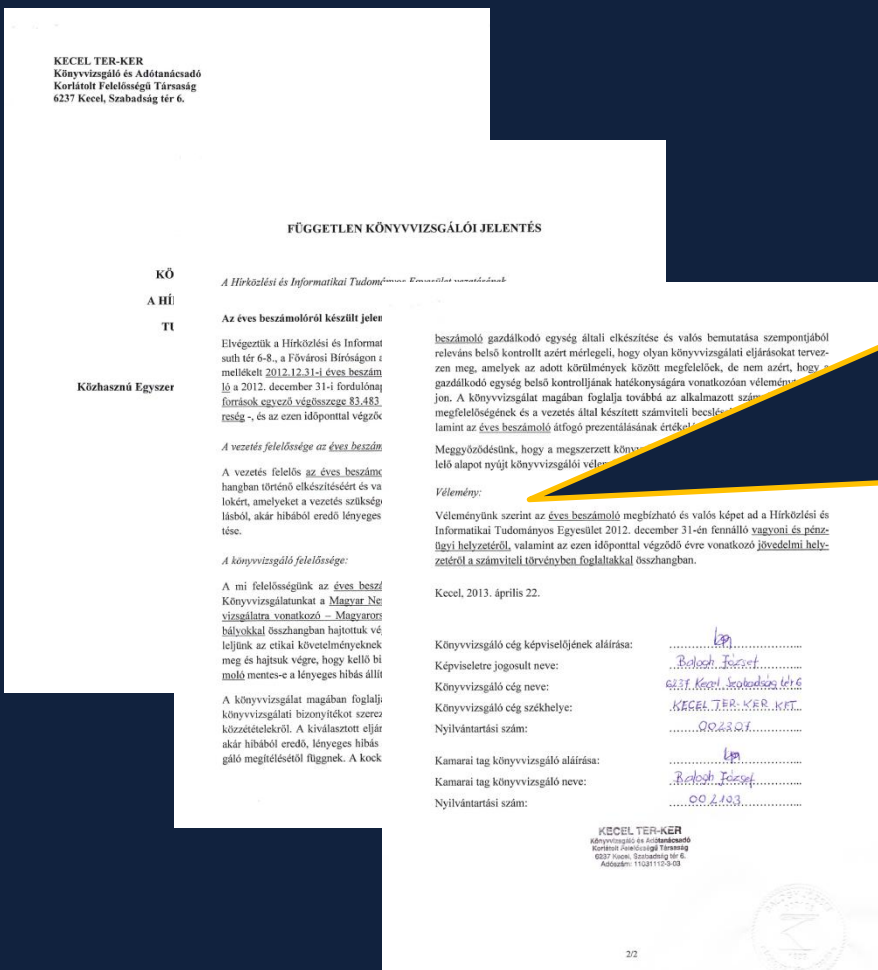 KECEL TER-KER
Könyvvizsgáló és Adótanácsadó
Korlátolt Felelősségű Társaság
6237 Kecel, Szabadság tér 6.
KÖ
A HÍ
TU
Közhasznú Egyszer
FÜGGETLEN KÖNYVVIZSGÁLÓI JELENTÉS
A Hírközlési és Informatikai Tudományos Egyesület vezetésének
Az éves beszámolóról készült jelen
Elvégeztük a Hírközlési és Informat
suth tér 6-8., a Fővárosi Bíróságon
mellékelt 2012.12.31-i éves beszám
ló a 2012. december 31-i fordulónap
források egyező végösszege 83.483
reség -, és az ezen időponttal végződ
A vezetés felelőssége az éves beszám
A vezetés felelős az éves beszámo
hangban történő elkészítéséért és va
lokért, amelyeket a vezetés szükség
lásból, akár hibából eredő lényeges
tése.
A könyvvizsgáló felelőssége:
A mi felelősségünk az éves beszá
Könyvvizsgálatunkat a Magyar Ne
vizsgálatra vonatkozó – Magyarors
bályokkal összhangban hajtottuk vé
leljünk az etikai követelményeknek
meg és hajtsuk végre, hogy kellő bi
moló mentes-e a lényeges hibás állít
A könyvvizsgálat magában foglalj
könyvvizsgálati bizonyítékot szerez
közzétételekről. A kiválasztott eljár
akár hibából eredő, lényeges hibás
gáló megítélésétől függnek. A kock
beszámoló gazdálkodó egység általi elkészítése és valós bemutatása szempontjából
releváns belső kontrollt azért mérlegeli, hogy olyan könyvvizsgálati eljárásokat tervez-
zen meg, amelyek az adott körülmények között megfelelőek, de nem azért, hogy a
gazdálkodó egység belső kontrolljának hatékonyságára vonatkozóan vélemény
jon. A könyvvizsgálat magában foglalja továbbá az alkalmazott szám
megfelelőségének és a vezetés által készített számviteli becslés
lamint az éves beszámoló átfogó prezentálásának értékel
Meggyőződésünk, hogy a megszerzett könyv
lelő alapot nyújt könyvvizsgálói vélem
Vélemény:
Véleményünk szerint az éves beszámoló megbízható és valós képet ad a Hírközlési és
Informatikai Tudományos Egyesület 2012. december 31-én fennálló vagyoni és pénz-
ügyi helyzetéről, valamint az ezen időponttal végződő évre vonatkozó jövedelmi hely-
zetéről a számviteli törvényben foglaltakkal összhangban.
Kecel, 2013. április 22.
Könyvvizsgáló cég képviselőjének aláírása:
Képviseletre jogosult neve: Balogh József
Könyvvizsgáló cég neve: 6237 Kecel Szabadság tér 6
Könyvvizsgáló cég székhelye: KECEL TER-KER KFT.
Nyilvántartási szám: 002307
Kamarai tag könyvvizsgáló aláírása:
Kamarai tag könyvvizsgáló neve: Balogh József
Nyilvántartási szám: 002103
KECEL TER-KER
Könyvvizsgáló és Adótanácsadó
Korlátolt Felelősségű Társaság
6237 Kecel, Szabadság tér 6.
Adószám: 11031112-3-03
2/2